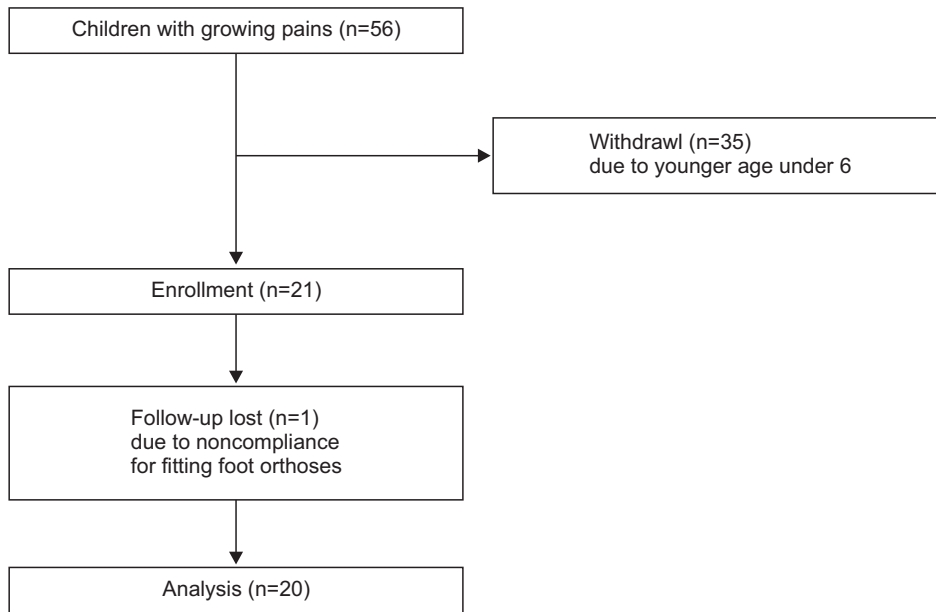 Children with growing pains (n=56)
Withdrawl (n=35)
due to younger age under 6
Enrollment (n=21)
Follow-up lost (n=1)
due to noncompliance
for fitting foot orthoses
Analysis (n=20)